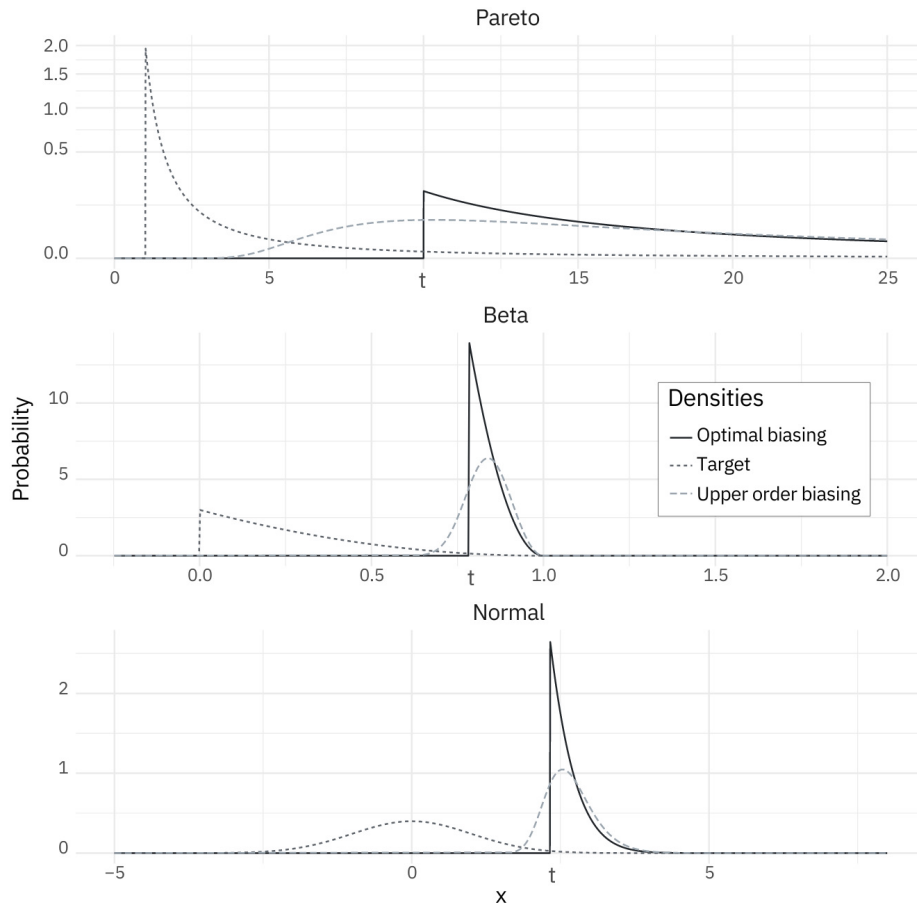 Pareto
2.0
1.5
1.0
0.5
0.0
0 5 t 15 20 25
Beta
Probability
10
5
0
Densities
Optimal biasing
Target
Upper order biasing
0.0 0.5 t 1.0 1.5 2.0
Normal
2
1
0
−5 0 t 5
x